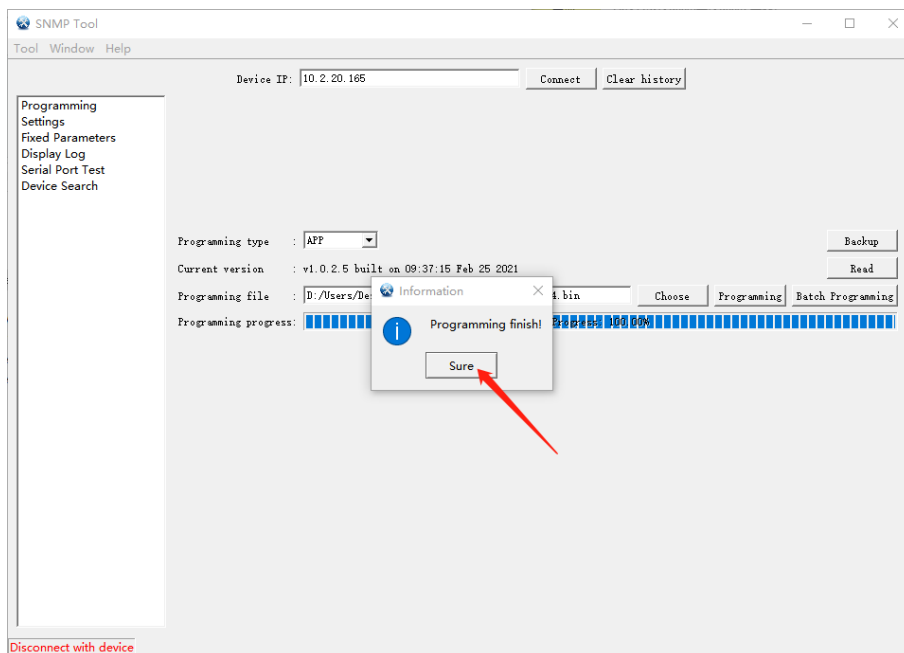 SNMP Tool
Tool Window Help
Device IP: 10.2.20.165 Connect Clear history
Programming
Settings
Fixed Parameters
Display Log
Serial Port Test
Device Search
Programming type : APP Backup
Current version : v1.0.2.5 built on 09:37:15 Feb 25 2021 Read
Information
Programming file : D:/Users/De 4.bin Choose Programming Batch Programming
Programming progress: Progress: 100.00%
Programming finish!
Sure
Disconnect with device